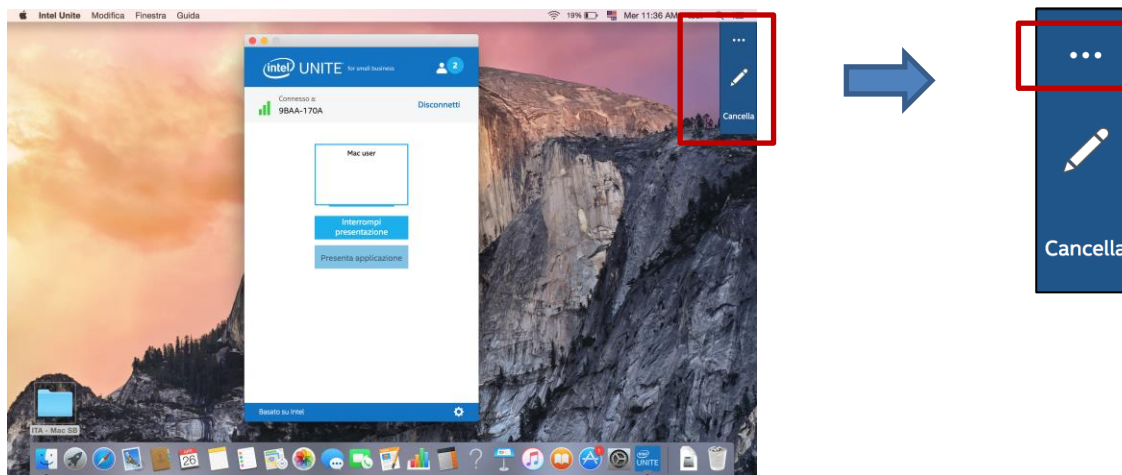 Intel Unite Modifica Finestra Guida
19% Mer 11:36 AM
intel UNITE for small business 2
Connesso a:
9BAA-170A
Disconnetti
Mac user
Interrompi
presentazione
Presenta applicazione
Basato su Intel
Cancella
ITA - Mac SB
26
UNITE
Cancella